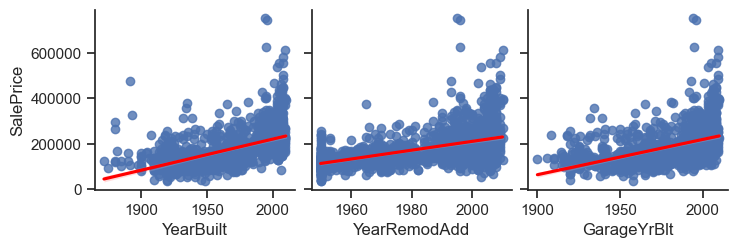 SalePrice
600000
400000
200000
0
1900 1950 2000
YearBuilt
1960 1980 2000
YearRemodAdd
1900 1950 2000
GarageYrBlt